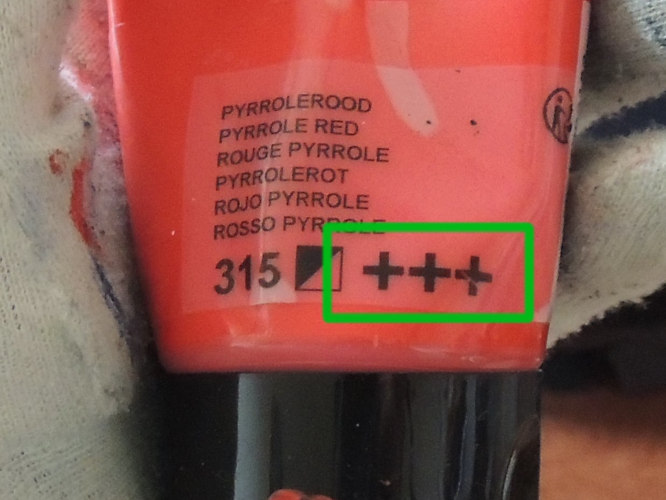 PYRROLEROOD
PYRROLE RED
ROUGE PYRROLE
PYRROLEROT
ROJO PYRROLE
ROSSO PYRROLE
315 +++